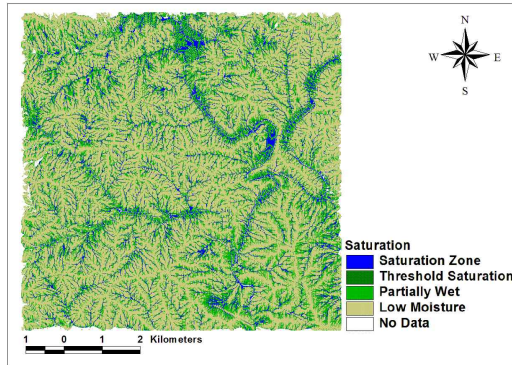 N
W E
S
Saturation
Saturation Zone
Threshold Saturation
Partially Wet
Low Moisture
No Data
1 0 1 2 Kilometers